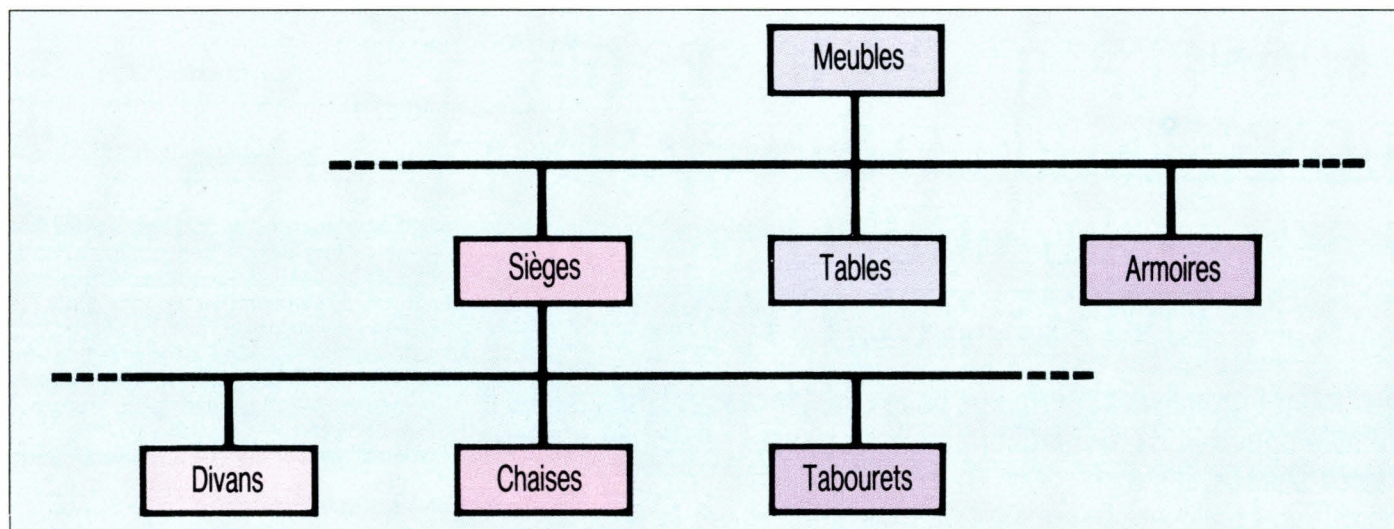 Meubles
Sièges
Tables
Armoires
Divans
Chaises
Tabourets